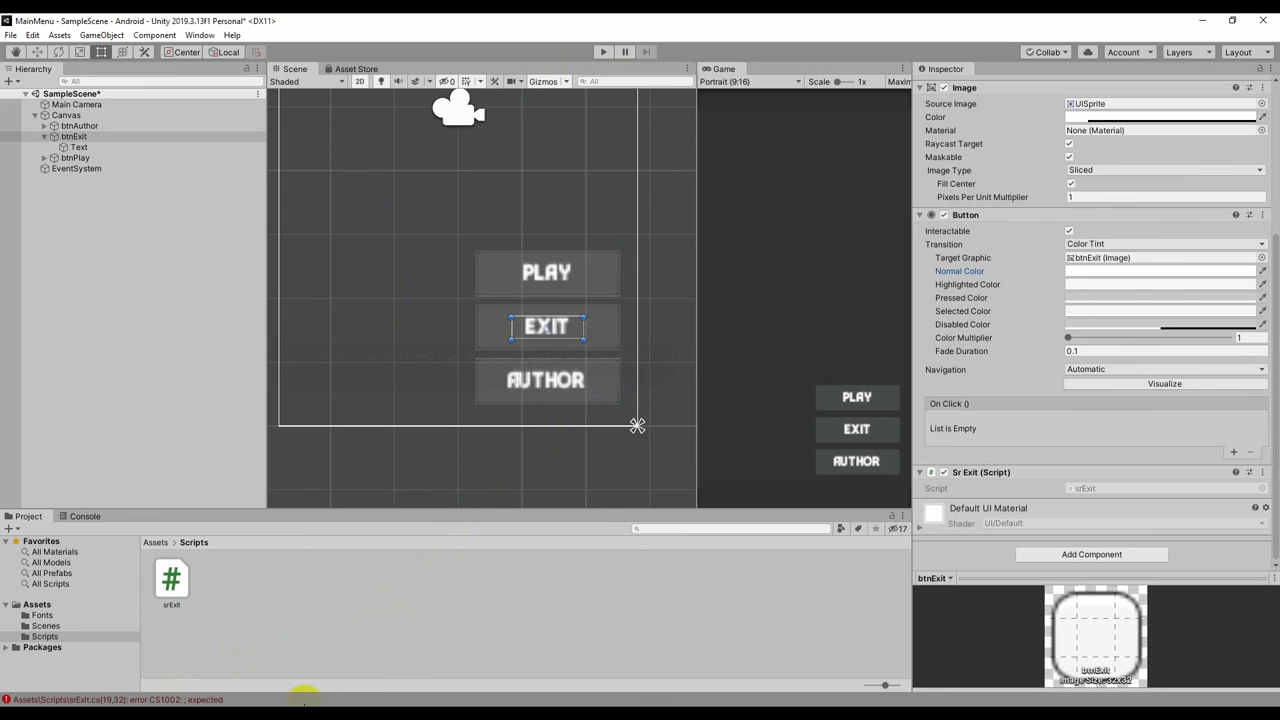 MainMenu - SampleScene - Android - Unity 2019.3.13f1 Personal* <DX11>
File Edit Assets GameObject Component Window Help
Center Local Collab Account Layers Layout
Hierarchy
All
SampleScene*
Main Camera
Canvas
btnAuthor
btnExit
Text
btnPlay
EventSystem
Scene Asset Store
Shaded 2D 0 Gizmos All
PLAY
EXIT
AUTHOR
Game
Portrait (9:16) Scale 1x Maxim
PLAY
EXIT
AUTHOR
Inspector
Image
Source Image UISprite
Color
Material None (Material)
Raycast Target
Maskable
Image Type Sliced
Fill Center
Pixels Per Unit Multiplier 1
Button
Interactable
Transition Color Tint
Target Graphic btnExit (Image)
Normal Color
Highlighted Color
Pressed Color
Selected Color
Disabled Color
Color Multiplier 1
Fade Duration 0.1
Navigation Automatic
Visualize
On Click ()
List is Empty
Sr Exit (Script)
Script srExit
Default UI Material
Shader UI/Default
Add Component
btnExit
btnExit
Image Size: 32x32
Project Console
17
Favorites
All Materials
All Models
All Prefabs
All Scripts
Assets
Fonts
Scenes
Scripts
Packages
Assets > Scripts
#
srExit
Assets\Scripts\srExit.cs(19,32): error CS1002: ; expected